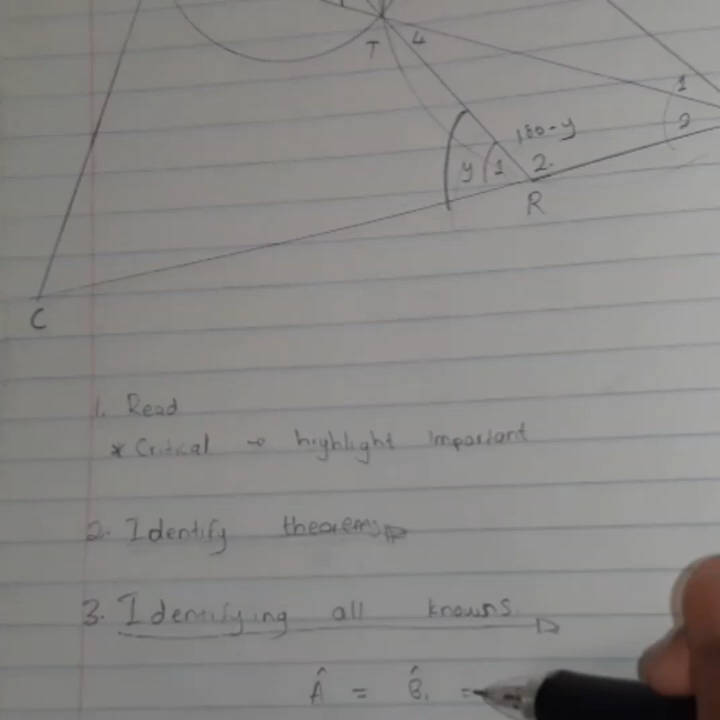 T 4
1
180-y
2
y 1 2.
R
C
1. Read
* Critical → highlight important
2. Identify theorems
3. Identifying all knowns
Â = B̂₁ =